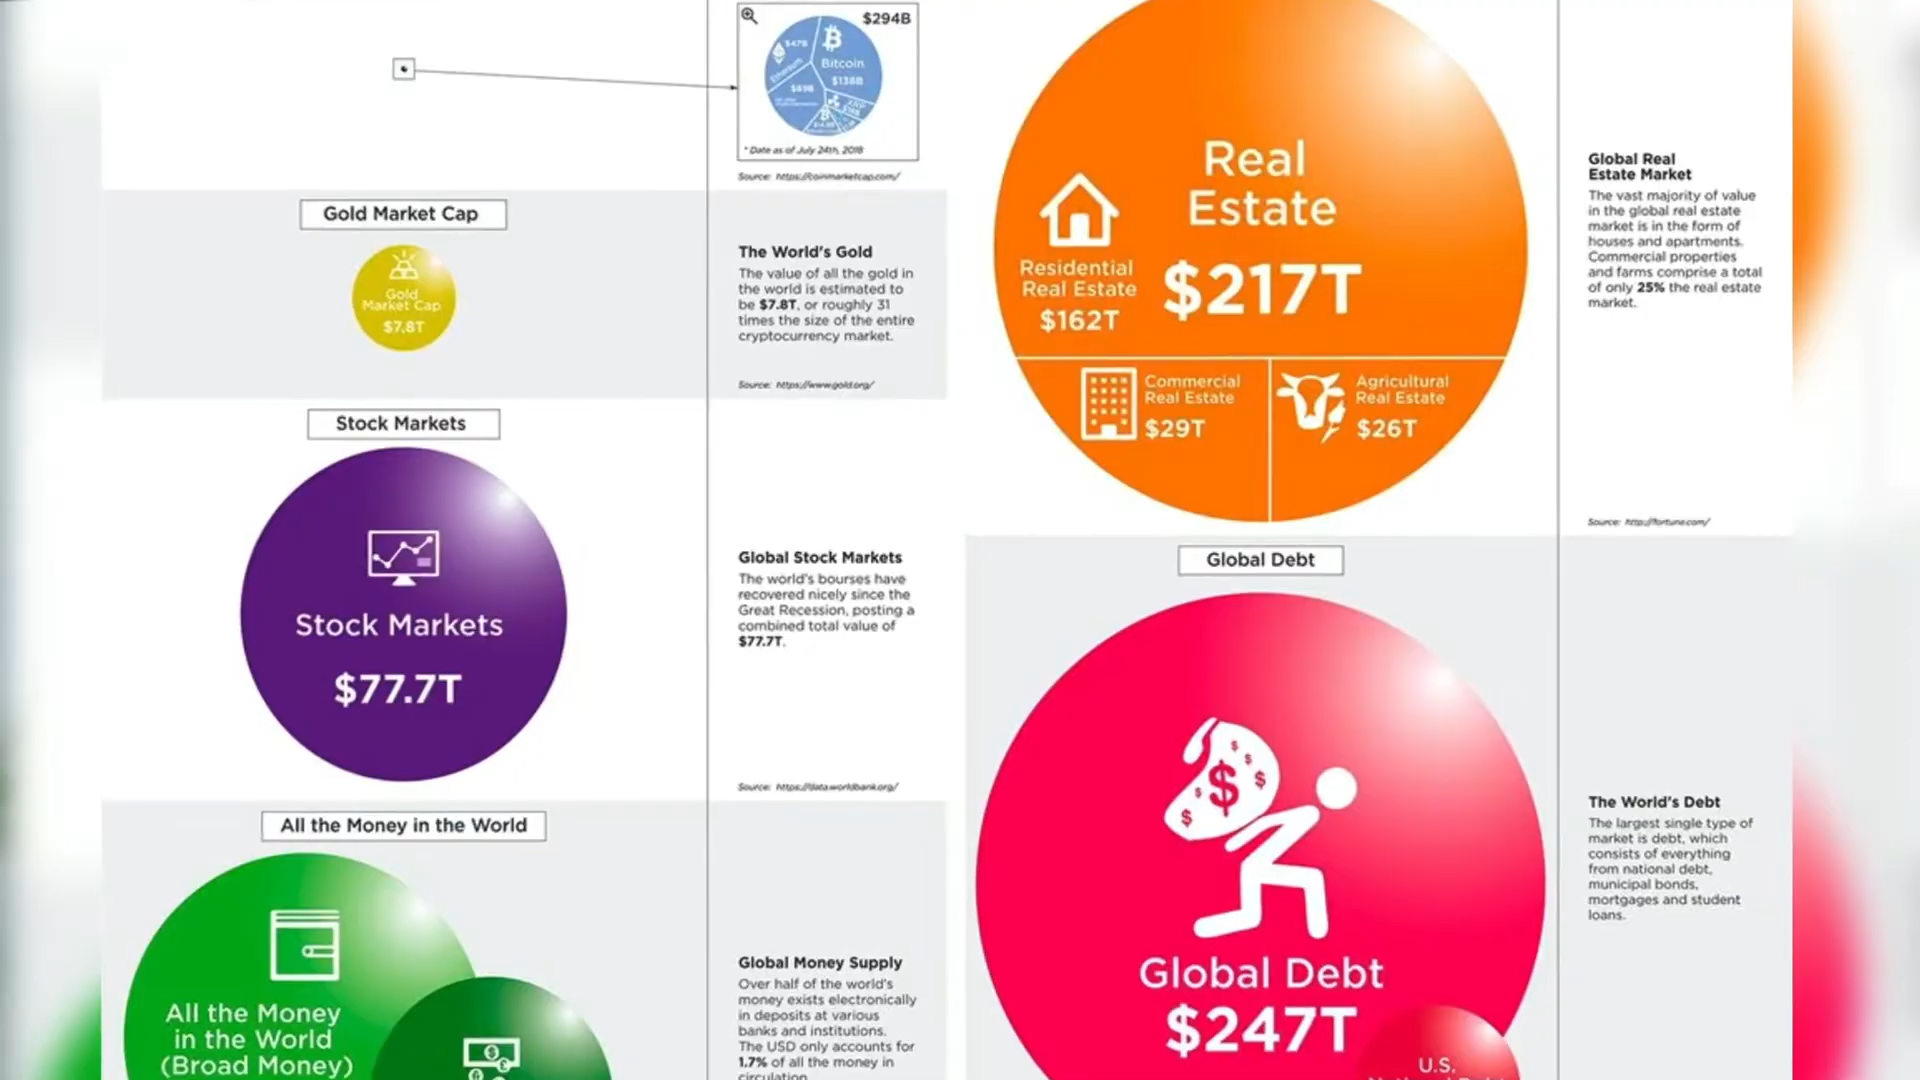 $294B
$47B
Ethereum
Bitcoin
$138B
$69B
XRP
* Date as of July 24th, 2018
Source: https://coinmarketcap.com/
Gold Market Cap
Gold
Market Cap
$7.8T
The World's Gold
The value of all the gold in
the world is estimated to
be $7.8T, or roughly 31
times the size of the entire
cryptocurrency market.
Source: https://www.gold.org/
Stock Markets
Stock Markets
$77.7T
Global Stock Markets
The world's bourses have
recovered nicely since the
Great Recession, posting a
combined total value of
$77.7T.
Source: https://data.worldbank.org/
All the Money in the World
All the Money
in the World
(Broad Money)
Global Money Supply
Over half of the world's
money exists electronically
in deposits at various
banks and institutions.
The USD only accounts for
1.7% of all the money in
circulation
Real
Estate
$217T
Residential
Real Estate
$162T
Commercial
Real Estate
$29T
Agricultural
Real Estate
$26T
Global Real
Estate Market
The vast majority of value
in the global real estate
market is in the form of
houses and apartments.
Commercial properties
and farms comprise a total
of only 25% the real estate
market.
Source: http://fortune.com/
Global Debt
Global Debt
$247T
U.S.
The World's Debt
The largest single type of
market is debt, which
consists of everything
from national debt,
municipal bonds,
mortgages and student
loans.